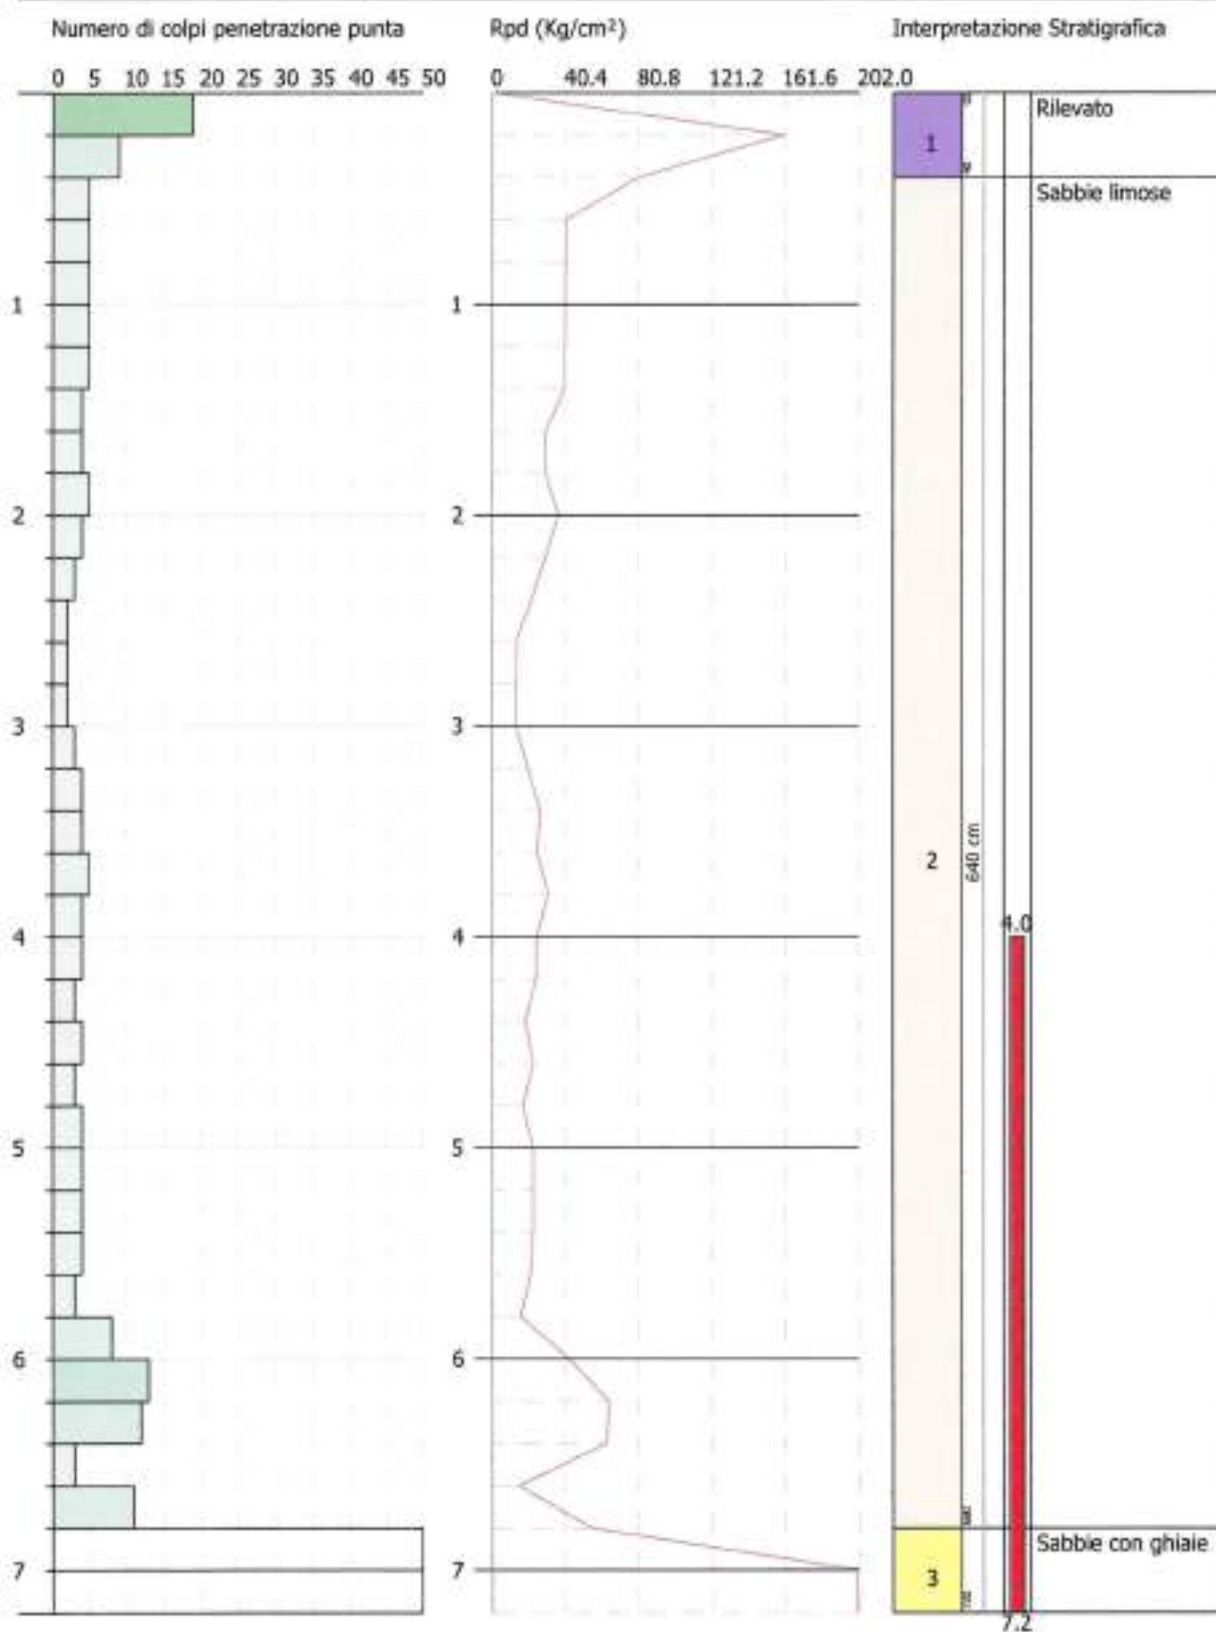 Numero di colpi penetrazione punta
Rpd (Kg/cm²)
Interpretazione Stratigrafica
0 5 10 15 20 25 30 35 40 45 50
0 40.4 80.8 121.2 161.6 202.0
1
Rilevato
Sabbie limose
1
1
2
2
3
3
2
640 cm
4.0
4
4
5
5
6
6
Sabbie con ghiaie
7
7
3
7.2